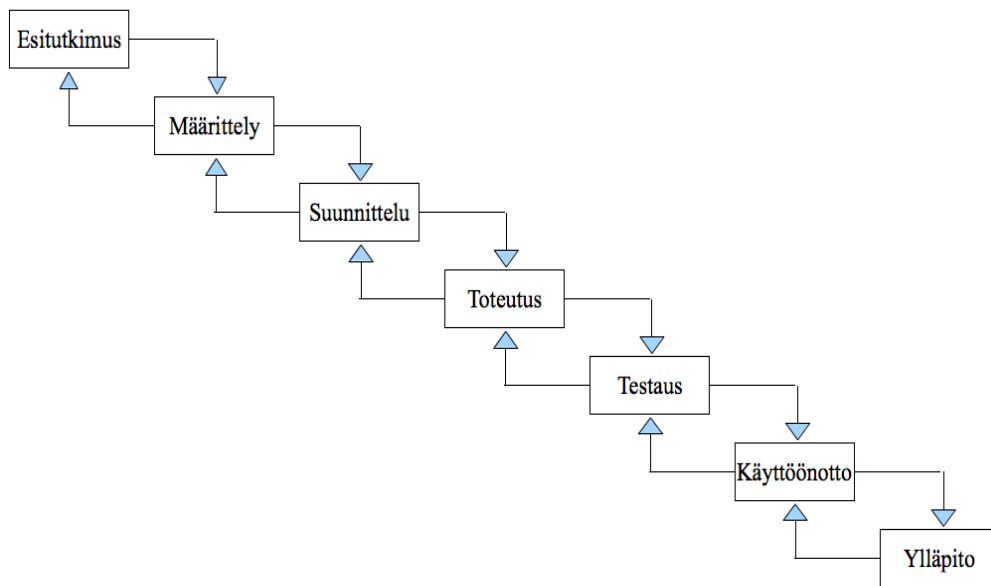 Esitutkimus
Määrittely
Suunnittelu
Toteutus
Testaus
Käyttöönotto
Ylläpito